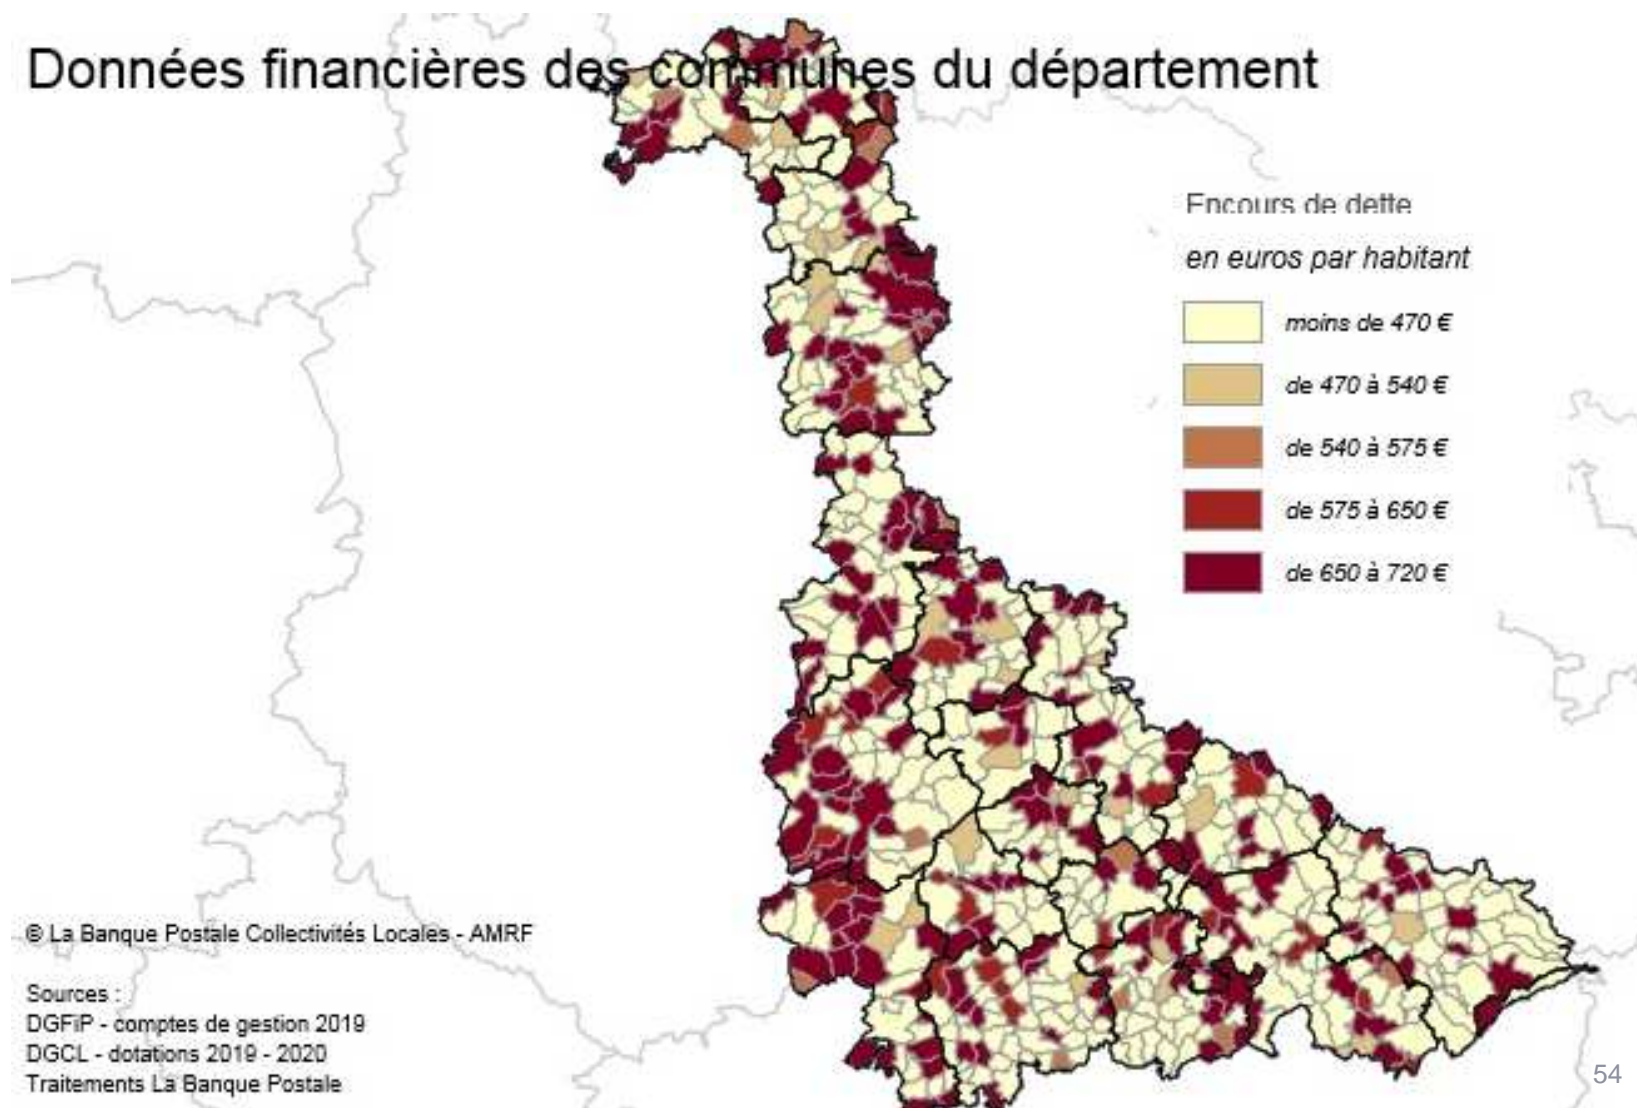 Données financières des communes du département
Encours de dette
en euros par habitant
moins de 470 €
de 470 à 540 €
de 540 à 575 €
de 575 à 650 €
de 650 à 720 €
© La Banque Postale Collectivités Locales - AMRF
Sources :
DGFiP - comptes de gestion 2019
DGCL - dotations 2019 - 2020
Traitements La Banque Postale
54